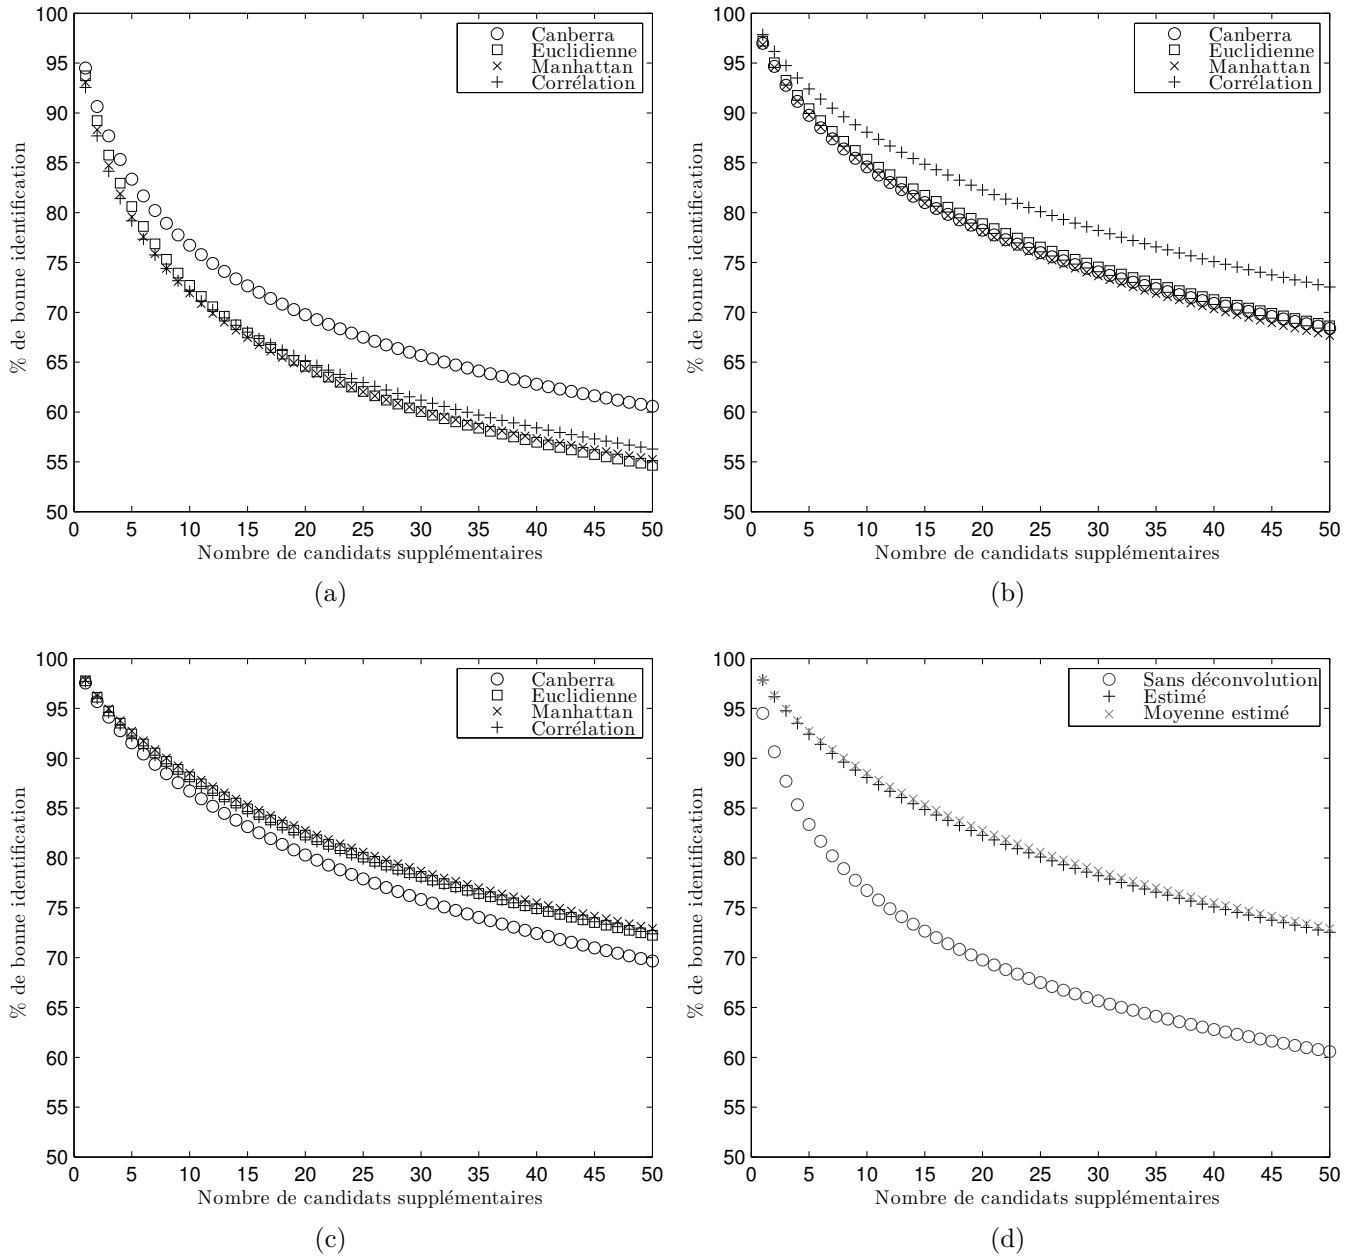 100
95
90
85
80
75
70
65
60
55
50
% de bonne identification
0 5 10 15 20 25 30 35 40 45 50
Nombre de candidats supplémentaires
Canberra
Euclidienne
Manhattan
Corrélation
(a)
100
95
90
85
80
75
70
65
60
55
50
% de bonne identification
0 5 10 15 20 25 30 35 40 45 50
Nombre de candidats supplémentaires
Canberra
Euclidienne
Manhattan
Corrélation
(b)
100
95
90
85
80
75
70
65
60
55
50
% de bonne identification
0 5 10 15 20 25 30 35 40 45 50
Nombre de candidats supplémentaires
Canberra
Euclidienne
Manhattan
Corrélation
(c)
100
95
90
85
80
75
70
65
60
55
50
% de bonne identification
0 5 10 15 20 25 30 35 40 45 50
Nombre de candidats supplémentaires
Sans déconvolution
Estimé
Moyenne estimé
(d)